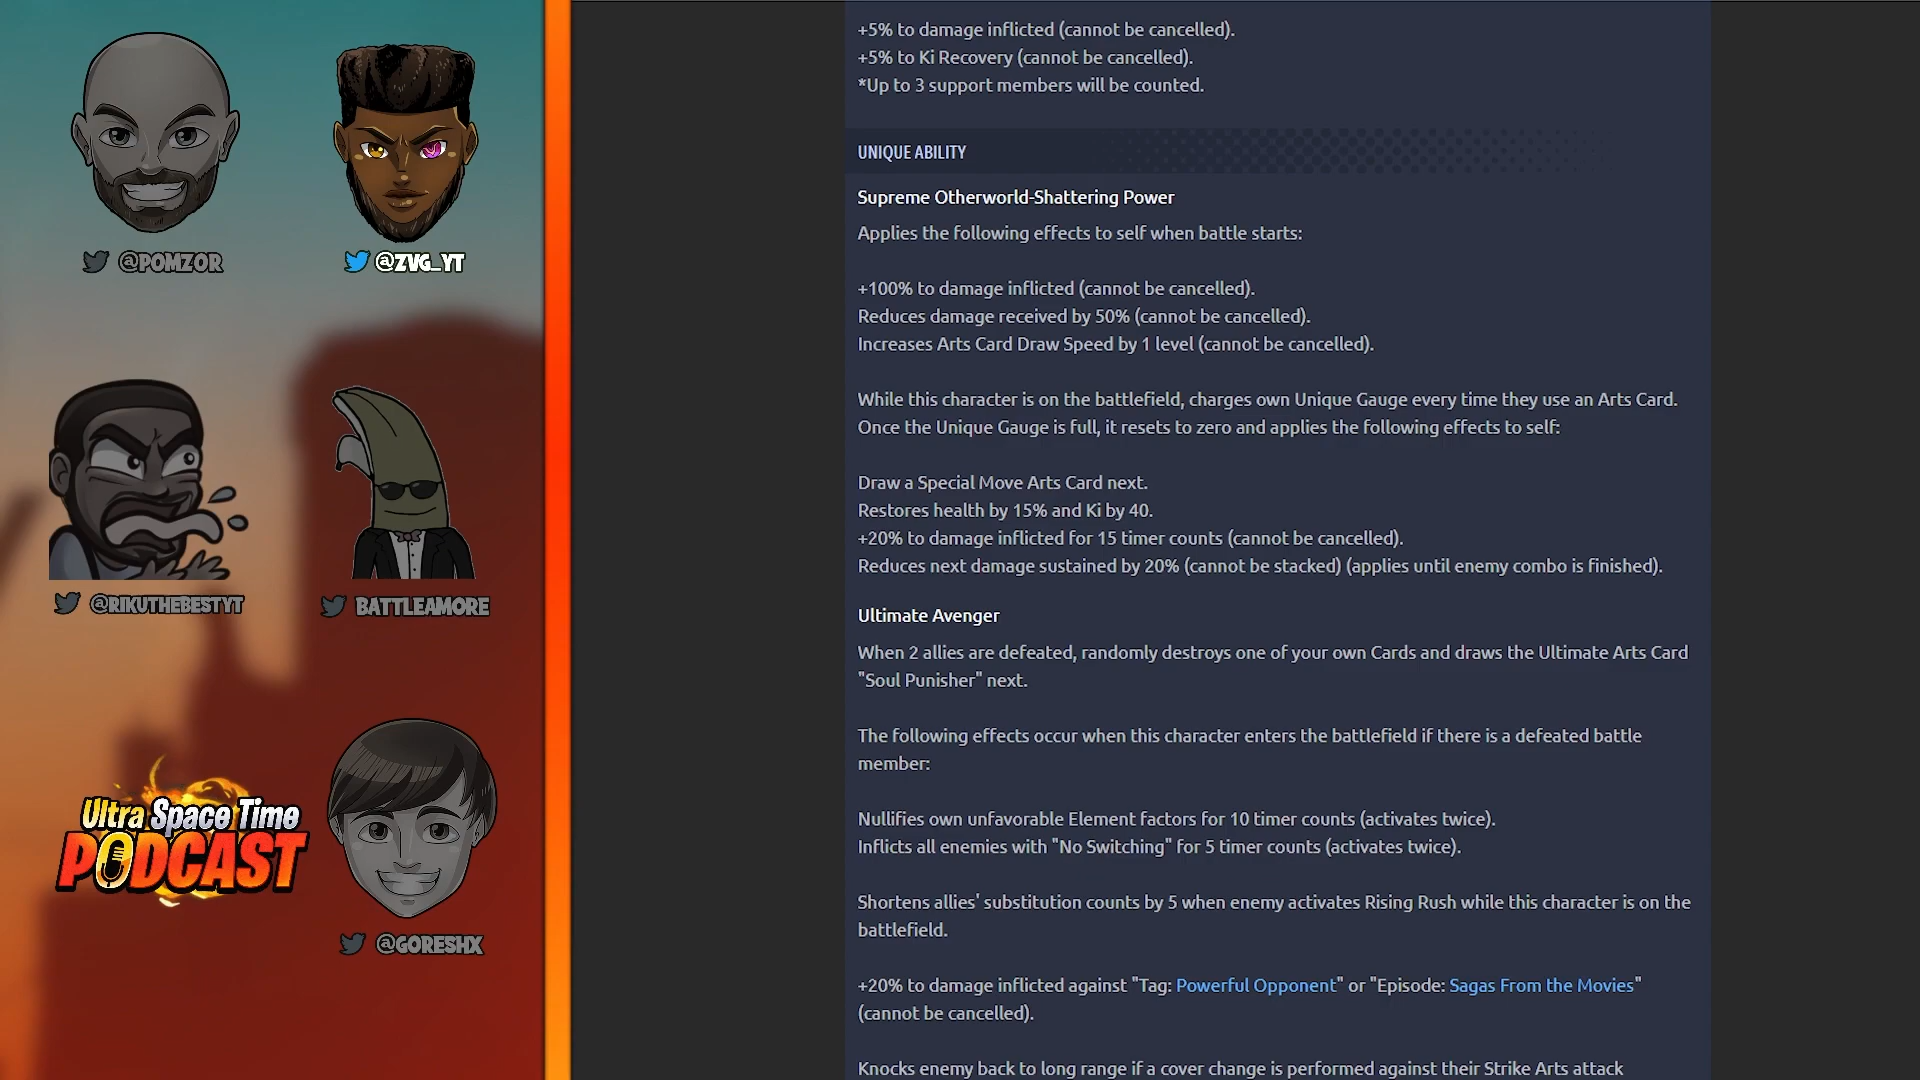 @POMZOR
@ZVG_YT
@RIKUTHEBESTYT
BATTLEAMORE
Ultra Space Time
PODCAST
@GORESHX
+5% to damage inflicted (cannot be cancelled).
+5% to Ki Recovery (cannot be cancelled).
*Up to 3 support members will be counted.
UNIQUE ABILITY
Supreme Otherworld-Shattering Power
Applies the following effects to self when battle starts:
+100% to damage inflicted (cannot be cancelled).
Reduces damage received by 50% (cannot be cancelled).
Increases Arts Card Draw Speed by 1 level (cannot be cancelled).
While this character is on the battlefield, charges own Unique Gauge every time they use an Arts Card.
Once the Unique Gauge is full, it resets to zero and applies the following effects to self:
Draw a Special Move Arts Card next.
Restores health by 15% and Ki by 40.
+20% to damage inflicted for 15 timer counts (cannot be cancelled).
Reduces next damage sustained by 20% (cannot be stacked) (applies until enemy combo is finished).
Ultimate Avenger
When 2 allies are defeated, randomly destroys one of your own Cards and draws the Ultimate Arts Card
"Soul Punisher" next.
The following effects occur when this character enters the battlefield if there is a defeated battle
member:
Nullifies own unfavorable Element factors for 10 timer counts (activates twice).
Inflicts all enemies with "No Switching" for 5 timer counts (activates twice).
Shortens allies' substitution counts by 5 when enemy activates Rising Rush while this character is on the
battlefield.
+20% to damage inflicted against "Tag: Powerful Opponent" or "Episode: Sagas From the Movies"
(cannot be cancelled).
Knocks enemy back to long range if a cover change is performed against their Strike Arts attack